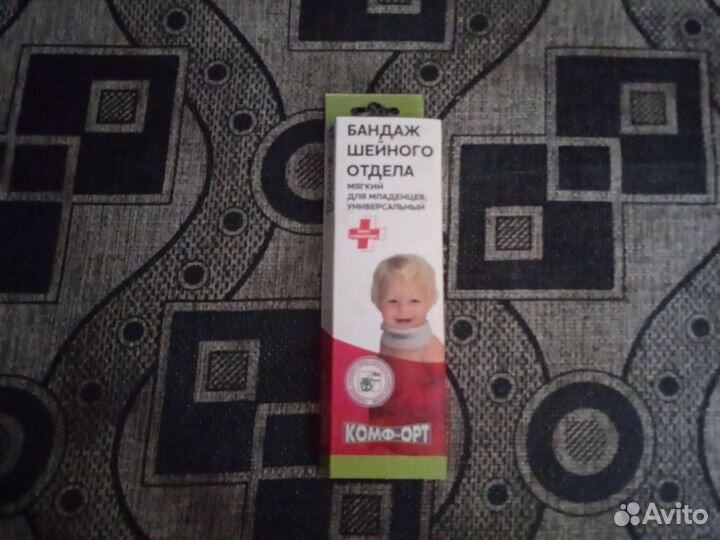 БАНДАЖ
ШЕЙНОГО
ОТДЕЛА
МЯГКИЙ
ДЛЯ МЛАДЕНЦЕВ,
УНИВЕРСАЛЬНЫЙ
КОМФ-ОРТ
Avito